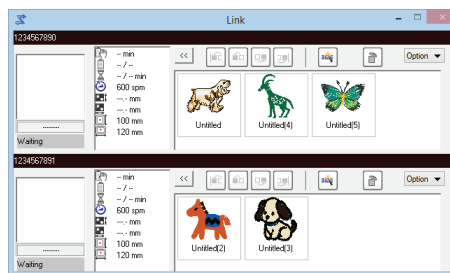 Link
1234567890
-- min
-- / --
-- / -- min
600 spm
---.- mm
---.- mm
100 mm
120 mm
--------
Waiting
<<
Option
Untitled
Untitled(4)
Untitled(5)
1234567891
-- min
-- / --
-- / -- min
600 spm
---.- mm
---.- mm
100 mm
120 mm
--------
Waiting
<<
Option
Untitled(2)
Untitled(3)